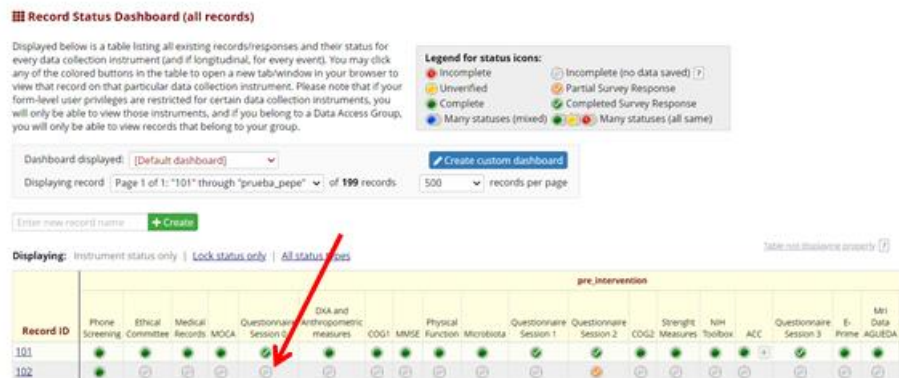 Record Status Dashboard (all records)
Displayed below is a table listing all existing records/responses and their status for
every data collection instrument (and if longitudinal, for every event). You may click
any of the colored buttons in the table to open a new tab/window in your browser to
view that record on that particular data collection instrument. Please note that if your
form-level user privileges are restricted for certain data collection instruments, you
will only be able to view those instruments, and if you belong to a Data Access Group,
you will only be able to view records that belong to your group.
Legend for status icons:
Incomplete Incomplete (no data saved) ?
Unverified Partial Survey Response
Complete Completed Survey Response
Many statuses (mixed) Many statuses (all same)
Dashboard displayed: [Default dashboard] Create custom dashboard
Displaying record Page 1 of 1: "101" through "prueba_pepe" of 199 records 500 records per page
Enter new record name + Create
Table not displaying properly ?
Displaying: Instrument status only | Lock status only | All status types
pre_intervention
Record ID
Phone Screening
Ethical Committee
Medical Records
MOCA
Questionnaire Session 0
DXA and Anthropometric measures
COG1
MMSE
Physical Function
Microbiota
Questionnaire Session 1
Questionnaire Session 2
COG2
Strenght Measures
NIH Toolbox
ACC
Questionnaire Session 3
E-Prime
Mri Data AGUEDA
101 +
102